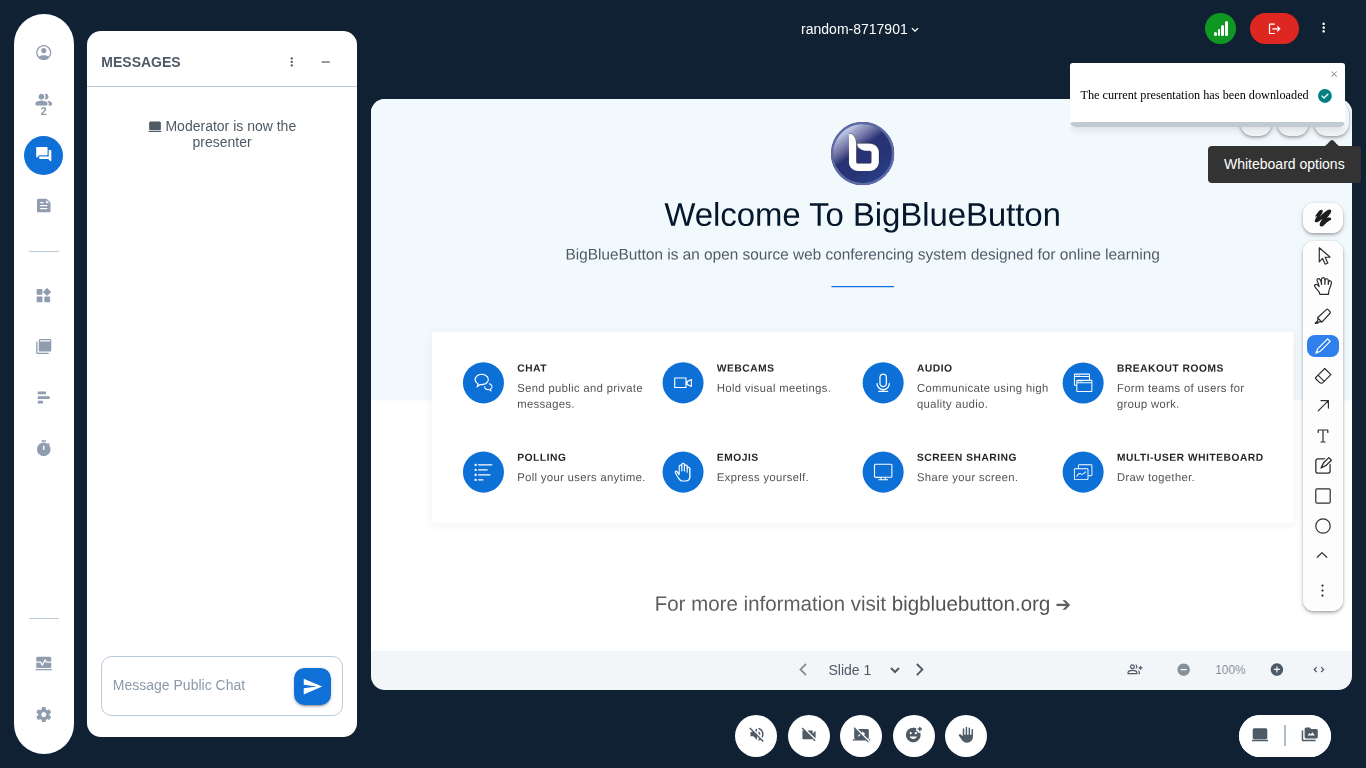 random-8717901
2
MESSAGES
Moderator is now the
presenter
Message Public Chat
The current presentation has been downloaded
Whiteboard options
Welcome To BigBlueButton
BigBlueButton is an open source web conferencing system designed for online learning
CHAT
Send public and private
messages.
WEBCAMS
Hold visual meetings.
AUDIO
Communicate using high
quality audio.
BREAKOUT ROOMS
Form teams of users for
group work.
POLLING
Poll your users anytime.
EMOJIS
Express yourself.
SCREEN SHARING
Share your screen.
MULTI-USER WHITEBOARD
Draw together.
For more information visit bigbluebutton.org ➔
Slide 1
100%